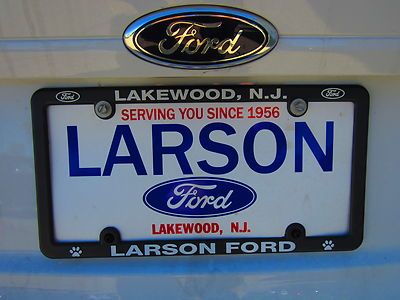 Ford
LAKEWOOD, N.J.
Ford Ford
SERVING YOU SINCE 1956
LARSON
Ford
LAKEWOOD, N.J.
LARSON FORD